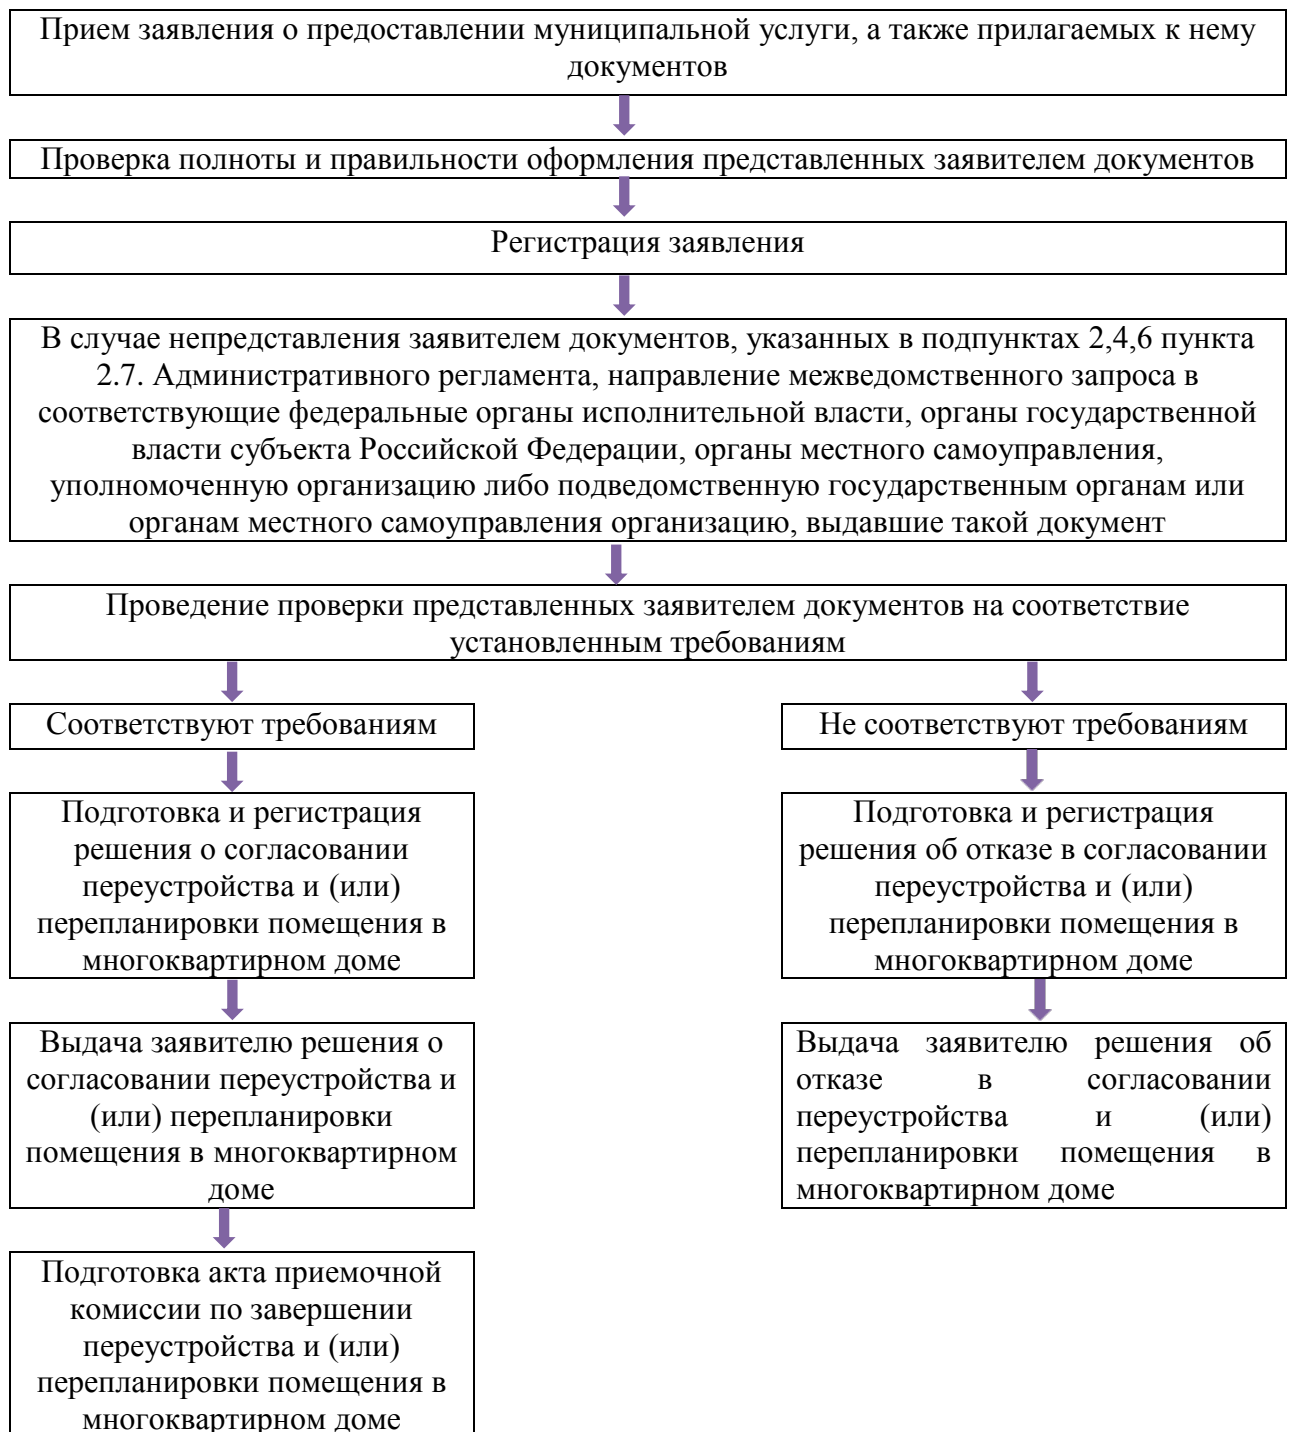 Прием заявления о предоставлении муниципальной услуги, а также прилагаемых к нему
документов
Проверка полноты и правильности оформления представленных заявителем документов
Регистрация заявления
В случае непредставления заявителем документов, указанных в подпунктах 2,4,6 пункта
2.7. Административного регламента, направление межведомственного запроса в
соответствующие федеральные органы исполнительной власти, органы государственной
власти субъекта Российской Федерации, органы местного самоуправления,
уполномоченную организацию либо подведомственную государственным органам или
органам местного самоуправления организацию, выдавшие такой документ
Проведение проверки представленных заявителем документов на соответствие
установленным требованиям
Соответствуют требованиям
Не соответствуют требованиям
Подготовка и регистрация
решения о согласовании
переустройства и (или)
перепланировки помещения в
многоквартирном доме
Подготовка и регистрация
решения об отказе в согласовании
переустройства и (или)
перепланировки помещения в
многоквартирном доме
Выдача заявителю решения о
согласовании переустройства и
(или) перепланировки
помещения в многоквартирном
доме
Выдача заявителю решения об
отказе в согласовании
переустройства и (или)
перепланировки помещения в
многоквартирном доме
Подготовка акта приемочной
комиссии по завершении
переустройства и (или)
перепланировки помещения в
многоквартирном доме